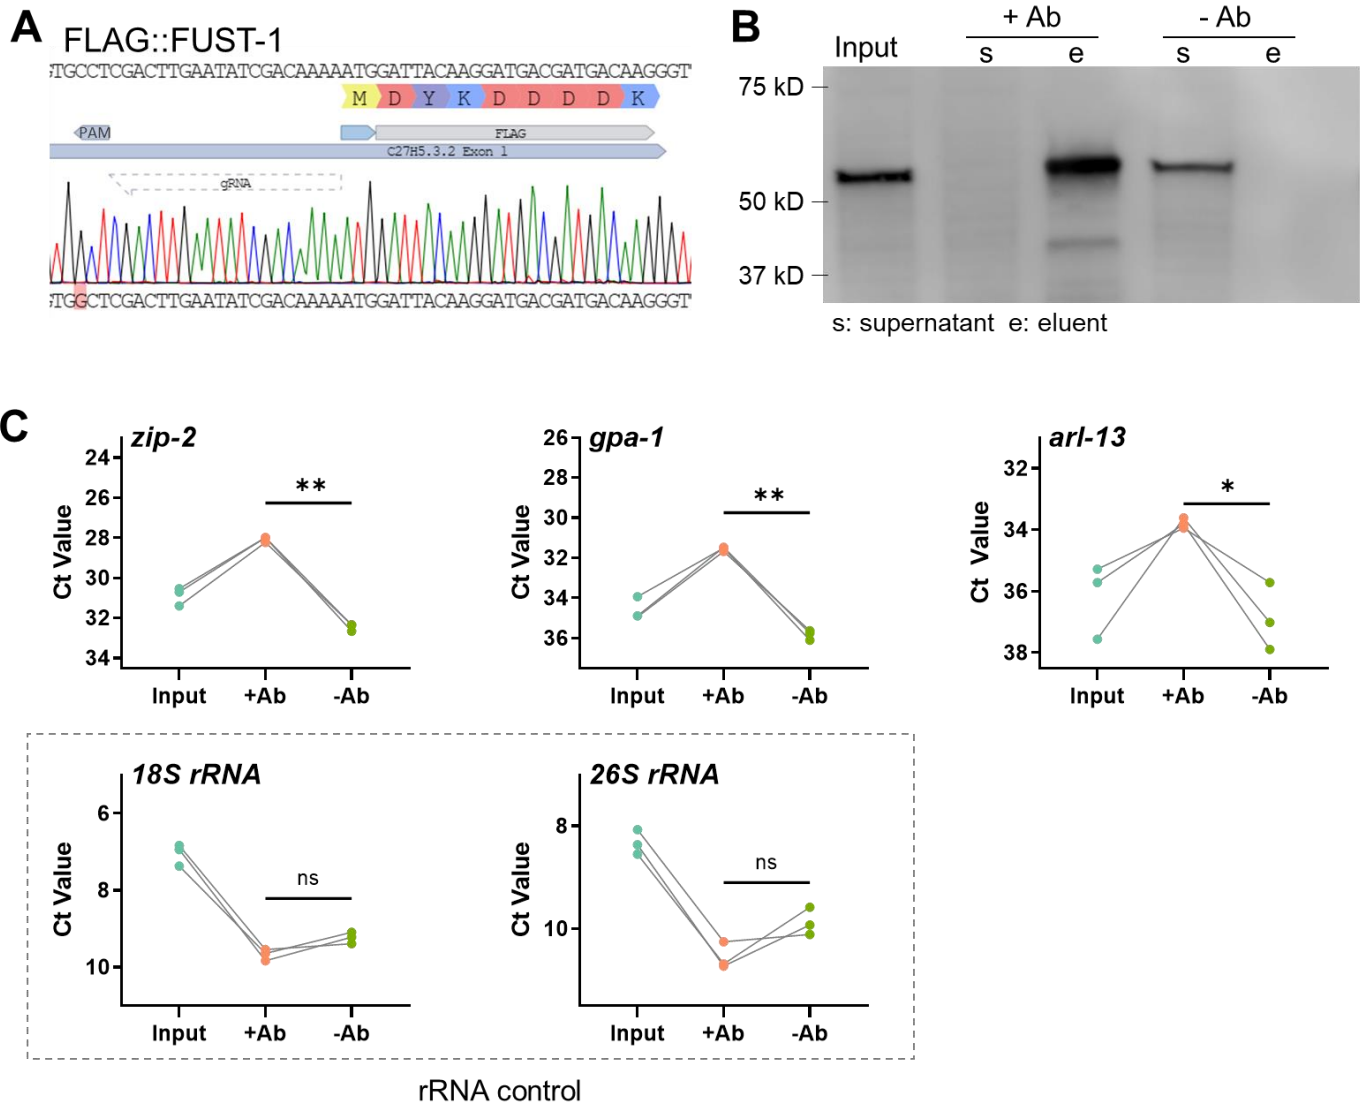 A
FLAG::FUST-1
GTGCCTCGACTTGAATATCGACAAAAATGGATTACAAGGATGACGATGACAAGGGT
M D Y K D D D D K
PAM
FLAG
C27H5.3.2 Exon 1
gRNA
GTGGCTCGACTTGAATATCGACAAAAATGGATTACAAGGATGACGATGACAAGGGT
B
+ Ab - Ab
Input s e s e
75 kD
50 kD
37 kD
s: supernatant e: eluent
C
zip-2
Ct Value
24
26
28
30
32
34
**
Input +Ab -Ab
gpa-1
Ct Value
26
28
30
32
34
36
**
Input +Ab -Ab
arl-13
Ct Value
32
34
36
38
*
Input +Ab -Ab
18S rRNA
Ct Value
6
8
10
ns
Input +Ab -Ab
26S rRNA
Ct Value
8
10
ns
Input +Ab -Ab
rRNA control